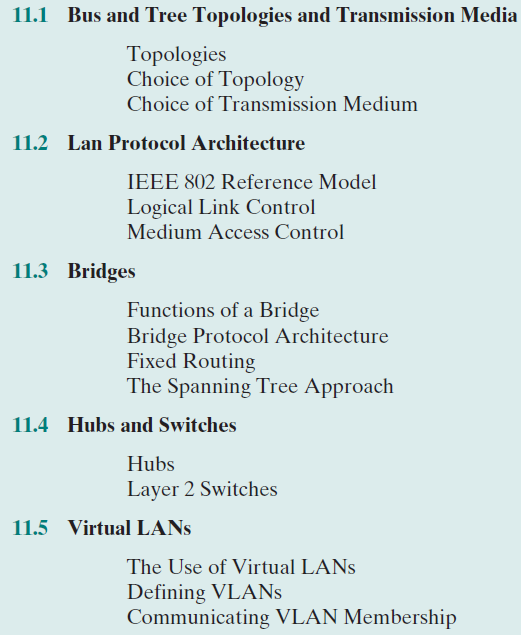 11.1 Bus and Tree Topologies and Transmission Media
Topologies
Choice of Topology
Choice of Transmission Medium
11.2 Lan Protocol Architecture
IEEE 802 Reference Model
Logical Link Control
Medium Access Control
11.3 Bridges
Functions of a Bridge
Bridge Protocol Architecture
Fixed Routing
The Spanning Tree Approach
11.4 Hubs and Switches
Hubs
Layer 2 Switches
11.5 Virtual LANs
The Use of Virtual LANs
Defining VLANs
Communicating VLAN Membership